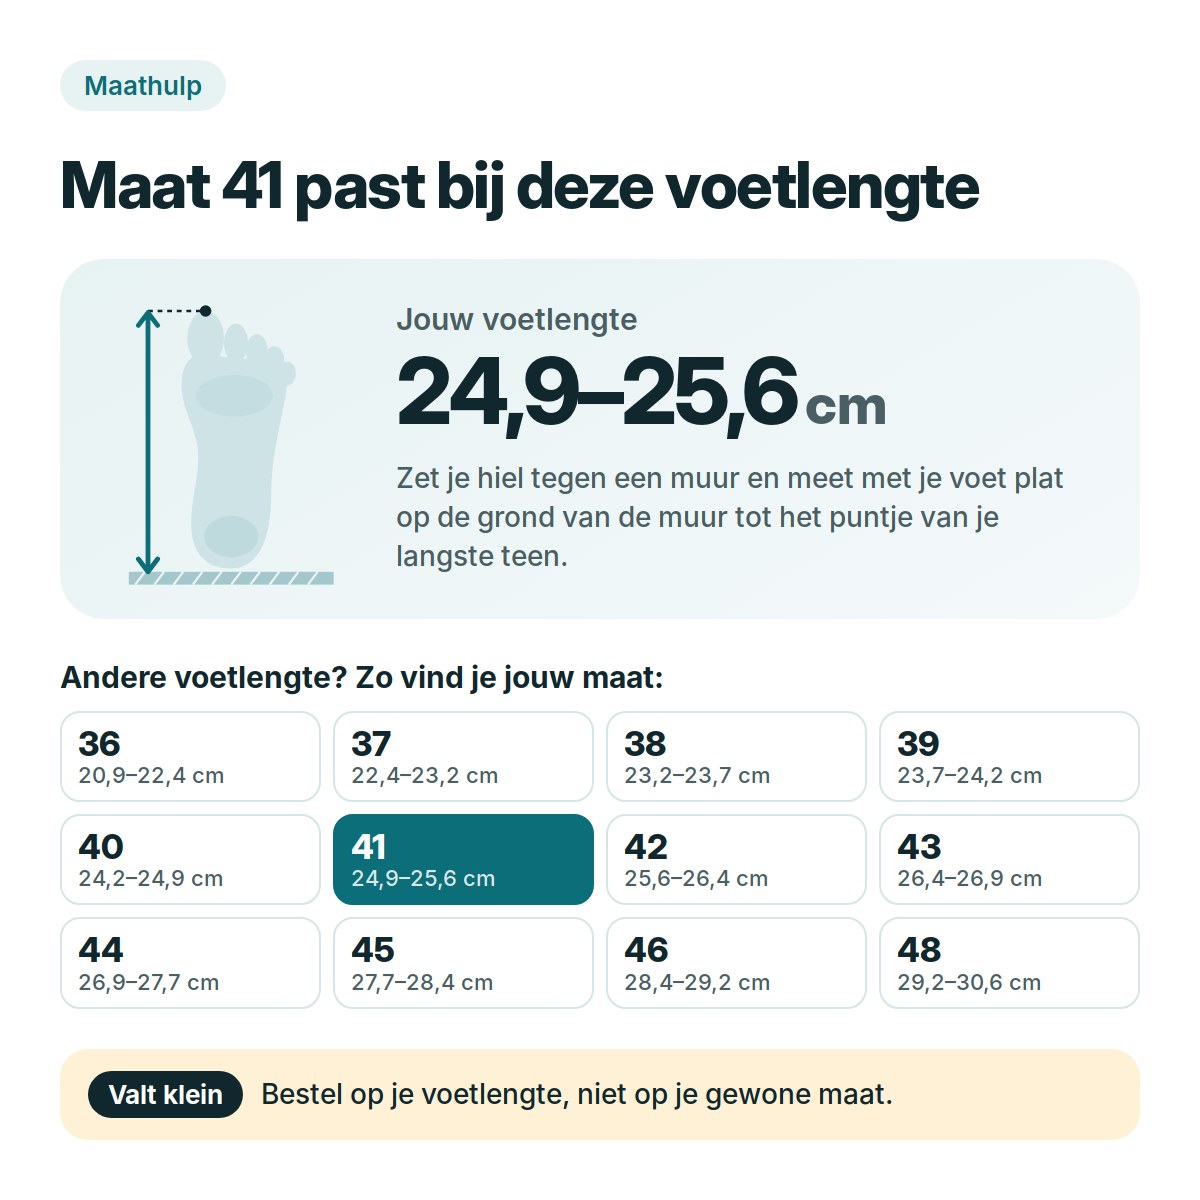 Maathulp
Maat 41 past bij deze voetlengte
Jouw voetlengte
24,9–25,6 cm
Zet je hiel tegen een muur en meet met je voet plat
op de grond van de muur tot het puntje van je
langste teen.
Andere voetlengte? Zo vind je jouw maat:
36
20,9–22,4 cm
37
22,4–23,2 cm
38
23,2–23,7 cm
39
23,7–24,2 cm
40
24,2–24,9 cm
41
24,9–25,6 cm
42
25,6–26,4 cm
43
26,4–26,9 cm
44
26,9–27,7 cm
45
27,7–28,4 cm
46
28,4–29,2 cm
48
29,2–30,6 cm
Valt klein Bestel op je voetlengte, niet op je gewone maat.